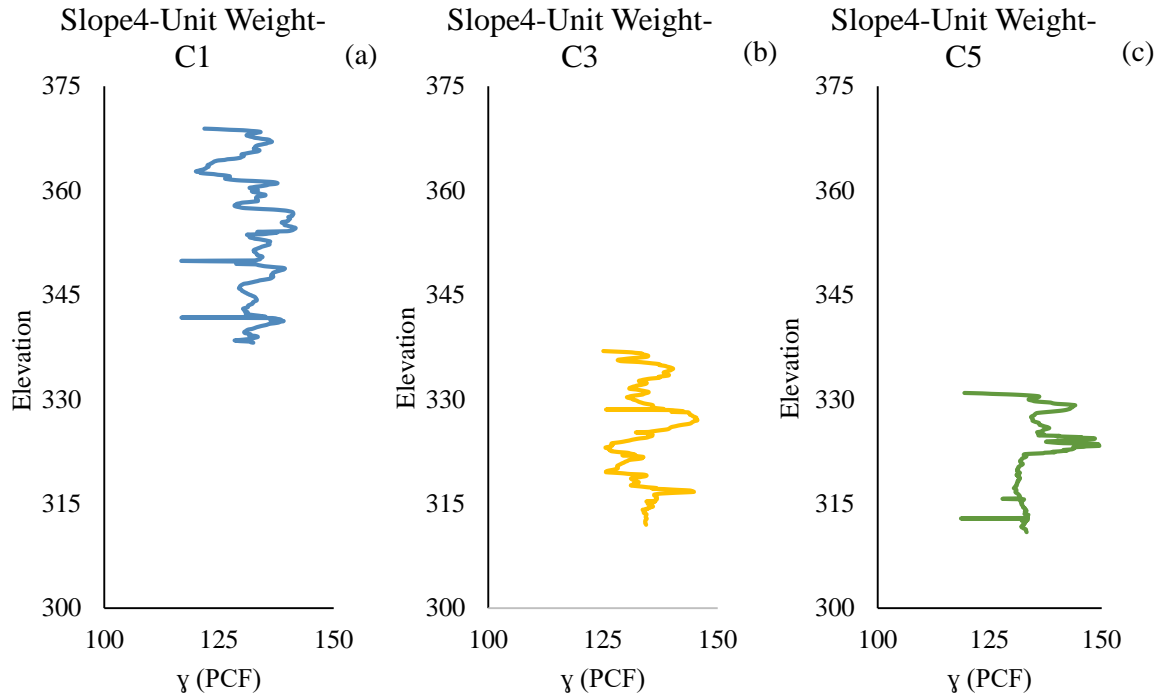 Slope4-Unit Weight-
C1
(a)
375
360
345
330
315
300
Elevation
100 125 150
ɣ (PCF)
Slope4-Unit Weight-
C3
(b)
375
360
345
330
315
300
Elevation
100 125 150
ɣ (PCF)
Slope4-Unit Weight-
C5
(c)
375
360
345
330
315
300
Elevation
100 125 150
ɣ (PCF)